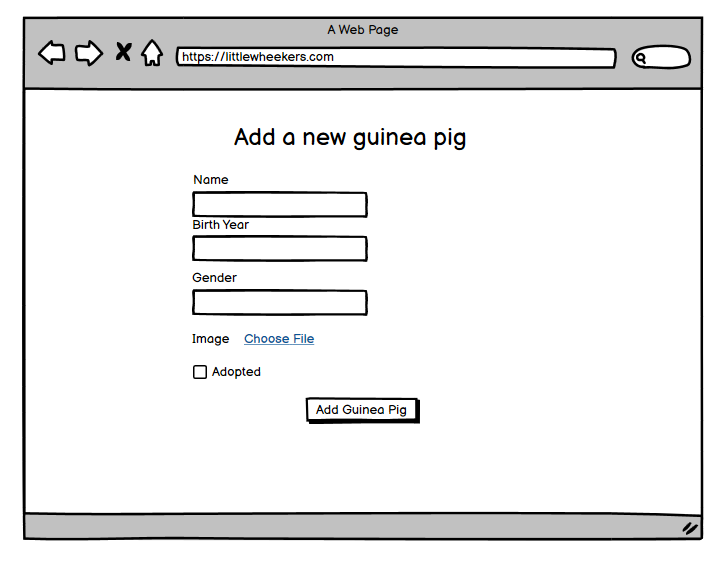 A Web Page
https://littlewheekers.com
Add a new guinea pig
Name
Birth Year
Gender
Image Choose File
Adopted
Add Guinea Pig